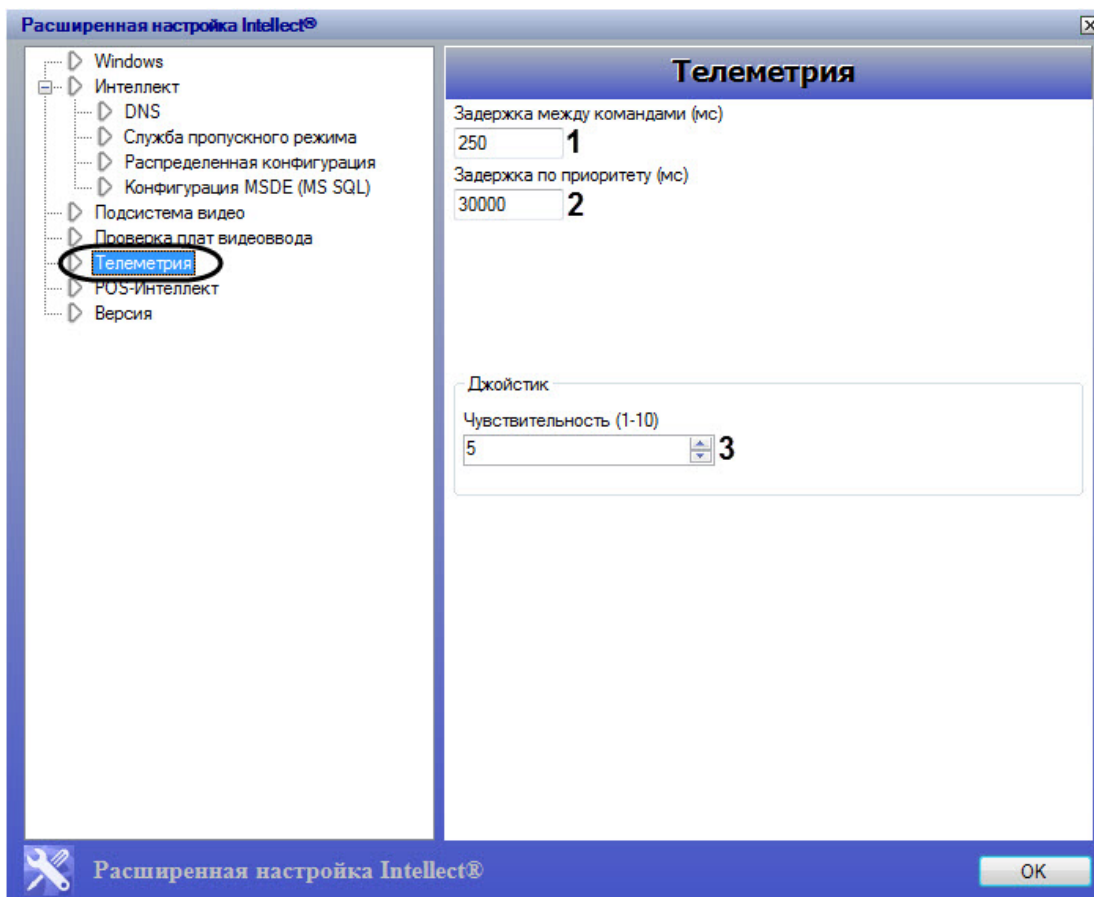 Расширенная настройка Intellect®
Windows
Интеллект
DNS
Служба пропускного режима
Распределенная конфигурация
Конфигурация MSDE (MS SQL)
Подсистема видео
Проверка плат видеоввода
Телеметрия
POS-Интеллект
Версия
Телеметрия
Задержка между командами (мс)
250 1
Задержка по приоритету (мс)
30000 2
Джойстик
Чувствительность (1-10)
5 3
Расширенная настройка Intellect®
OK